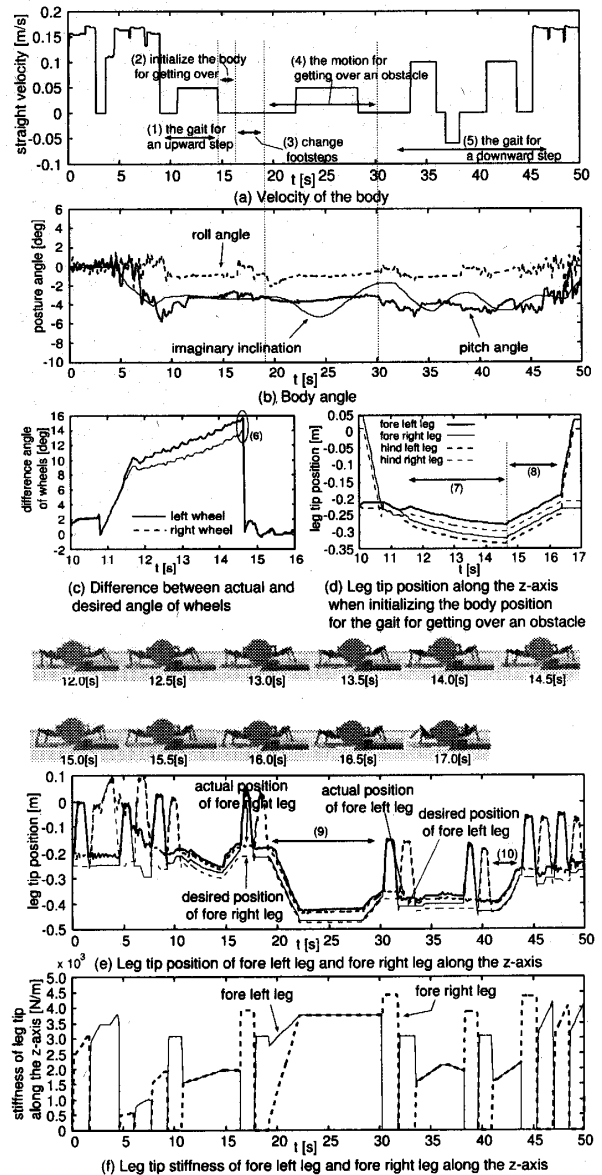 straight velocity [m/s]
0.2
0.15
0.1
0.05
0
-0.05
-0.1
(2) initialize the body
for getting over
(4) the motion for
getting over an obstacle
(1) the gait for
an upward step
(3) change
footsteps
(5) the gait for
a downward step
0 5 10 15 20 25 30 35 40 45 50
t [s]
(a) Velocity of the body
posture angle [deg]
6
4
2
0
-2
-4
-6
-8
-10
roll angle
imaginary inclination
pitch angle
0 5 10 15 20 25 30 35 40 45 50
t [s]
(b) Body angle
difference angle
of wheels [deg]
16
14
12
10
8
6
4
2
0
-2
(6)
left wheel
right wheel
10 11 12 13 14 15 16
t [s]
(c) Difference between actual and
desired angle of wheels
leg tip position [m]
0.05
0
-0.05
-0.1
-0.15
-0.2
-0.25
-0.3
-0.35
fore left leg
fore right leg
hind left leg
hind right leg
(7)
(8)
10 11 12 13 14 15 16 17
t [s]
(d) Leg tip position along the z-axis
when initializing the body position
for the gait for getting over an obstacle
12.0[s] 12.5[s] 13.0[s] 13.5[s] 14.0[s] 14.5[s]
15.0[s] 15.5[s] 16.0[s] 16.5[s] 17.0[s]
leg tip position [m]
0.1
0
-0.1
-0.2
-0.3
-0.4
-0.5
actual position
of fore right leg
actual position
of fore left leg
desired position
of fore left leg
(9)
(10)
desired position
of fore right leg
0 5 10 15 20 25 30 35 40 45 50
t [s]
(e) Leg tip position of fore left leg and fore right leg along the z-axis
x 10³
stiffness of leg tip
along the z-axis [N/m]
5.0
4.0
3.0
2.0
1.0
0
fore left leg
fore right leg
0 5 10 15 20 25 30 35 40 45 50
t [s]
(f) Leg tip stiffness of fore left leg and fore right leg along the z-axis